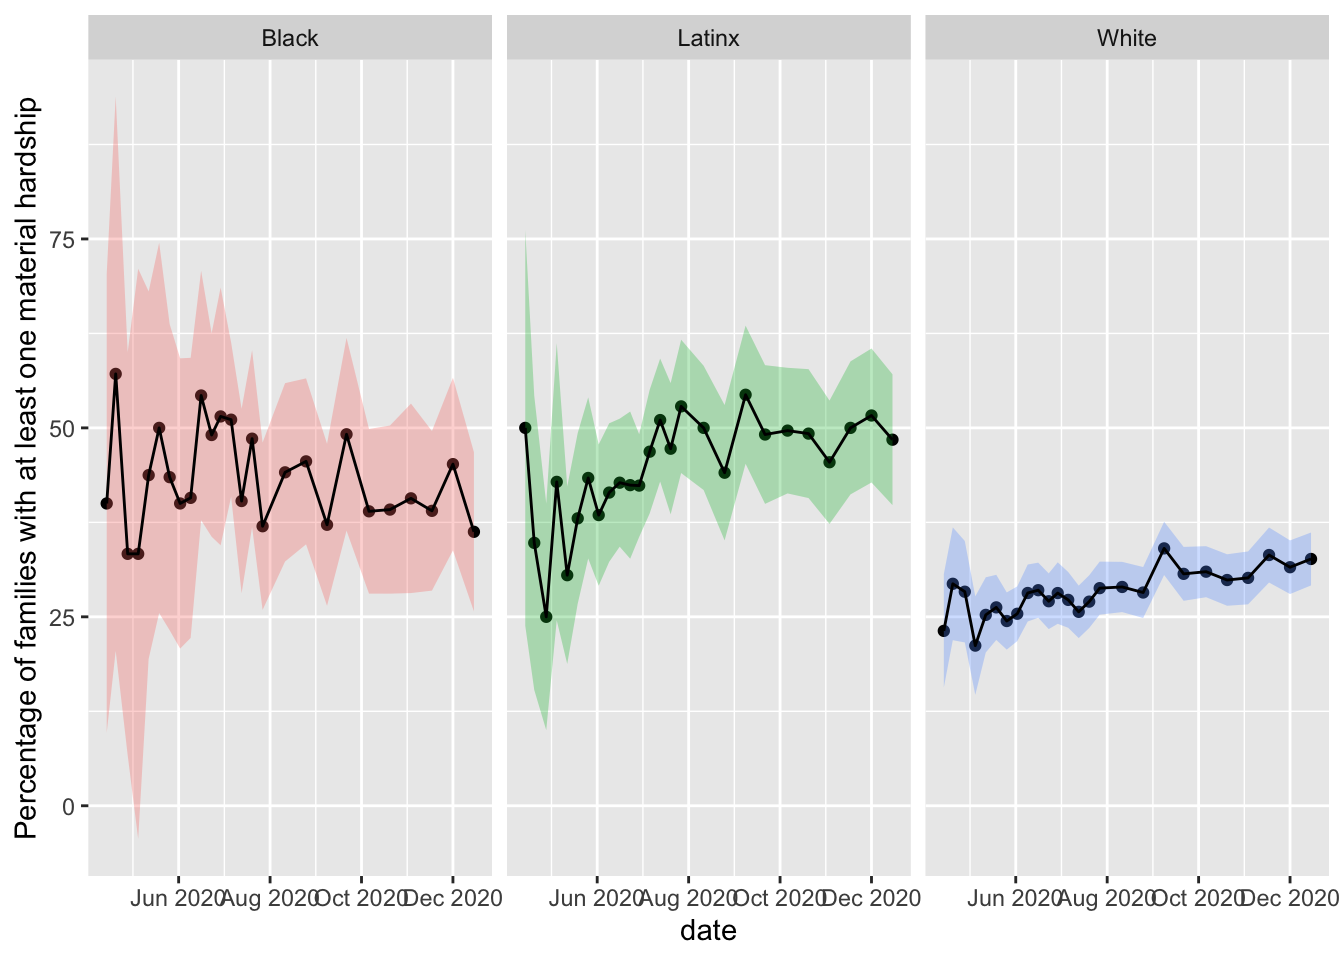 Black
Latinx
White
Percentage of families with at least one material hardship
75
50
25
0
Jun 2020 Aug 2020 Oct 2020 Dec 2020
Jun 2020 Aug 2020 Oct 2020 Dec 2020
Jun 2020 Aug 2020 Oct 2020 Dec 2020
date